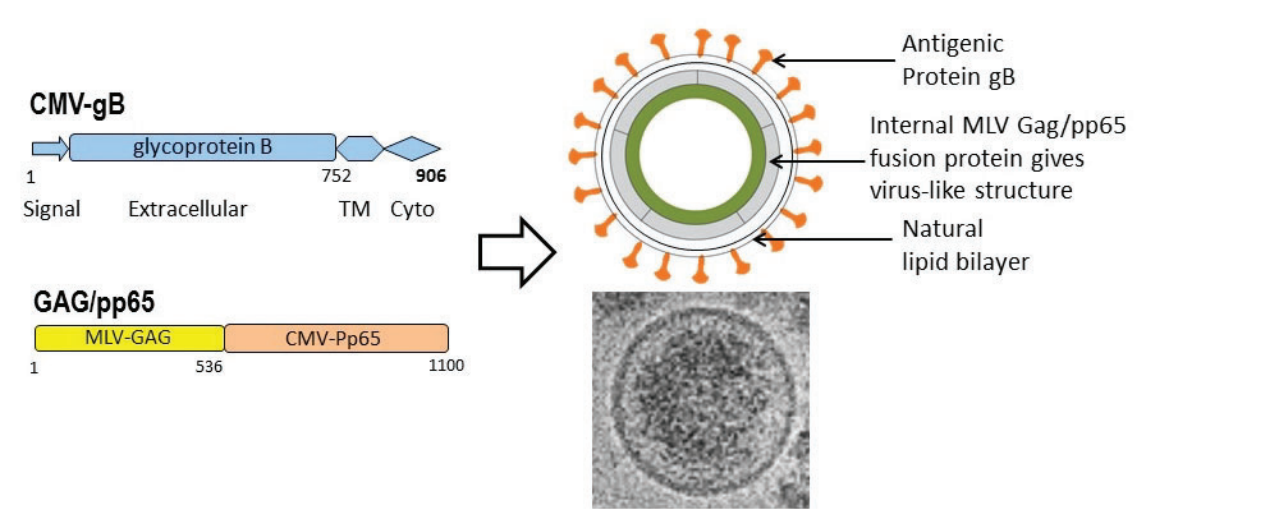 CMV-gB
glycoprotein B
1
752
906
Signal
Extracellular
TM
Cyto
GAG/pp65
MLV-GAG
CMV-Pp65
1
536
1100
Antigenic
Protein gB
Internal MLV Gag/pp65
fusion protein gives
virus-like structure
Natural
lipid bilayer